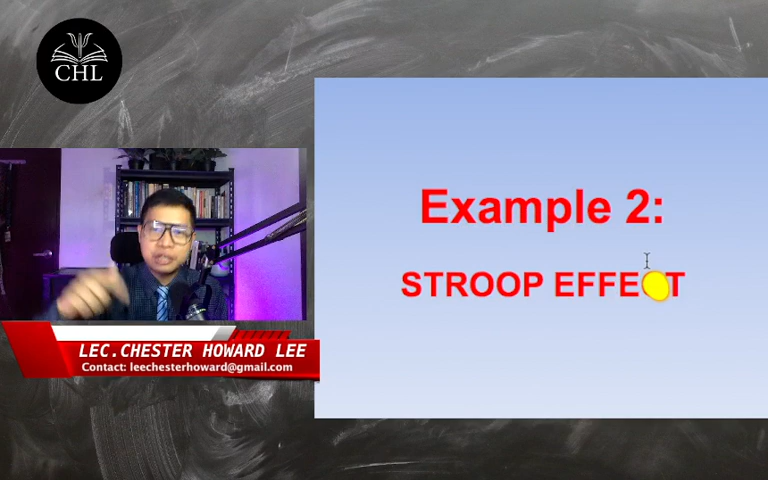 CHL
Example 2:
STROOP EFFECT
LEC.CHESTER HOWARD LEE
Contact: leechesterhoward@gmail.com